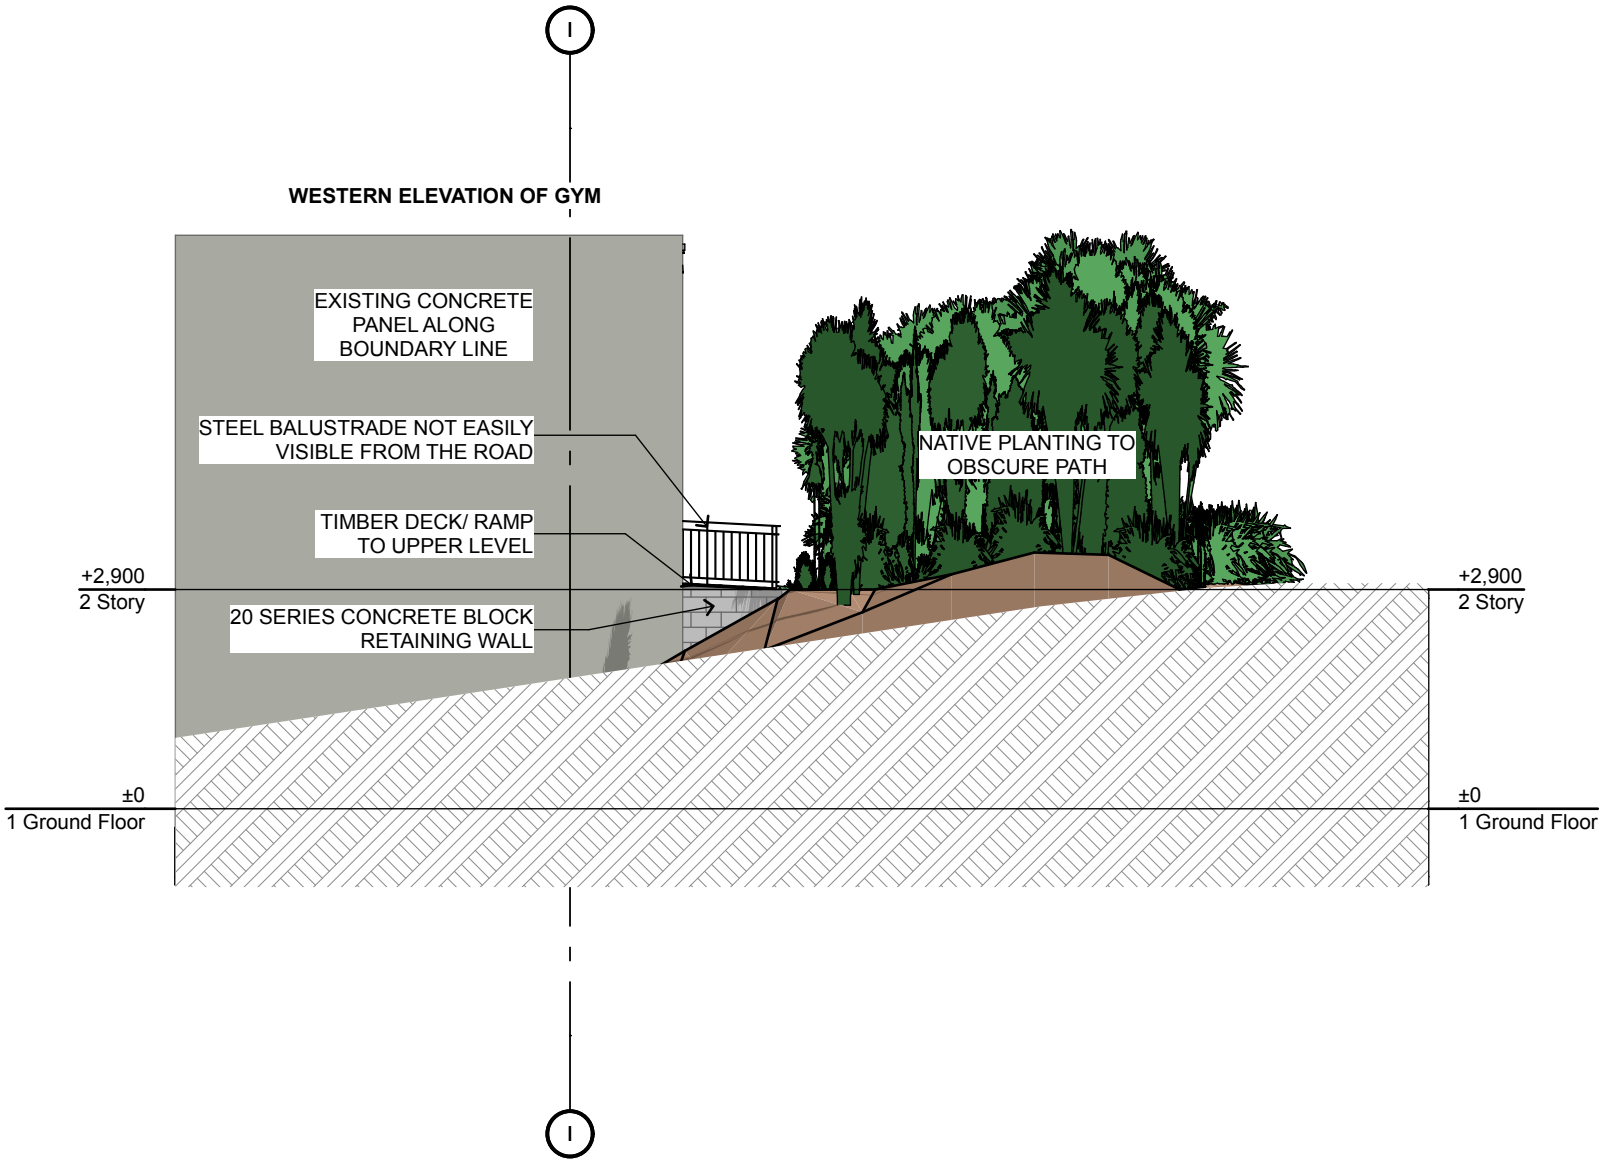 I
WESTERN ELEVATION OF GYM
EXISTING CONCRETE
PANEL ALONG
BOUNDARY LINE
STEEL BALUSTRADE NOT EASILY
VISIBLE FROM THE ROAD
NATIVE PLANTING TO
OBSCURE PATH
TIMBER DECK/ RAMP
TO UPPER LEVEL
+2,900
2 Story
+2,900
2 Story
20 SERIES CONCRETE BLOCK
RETAINING WALL
±0
1 Ground Floor
±0
1 Ground Floor
I